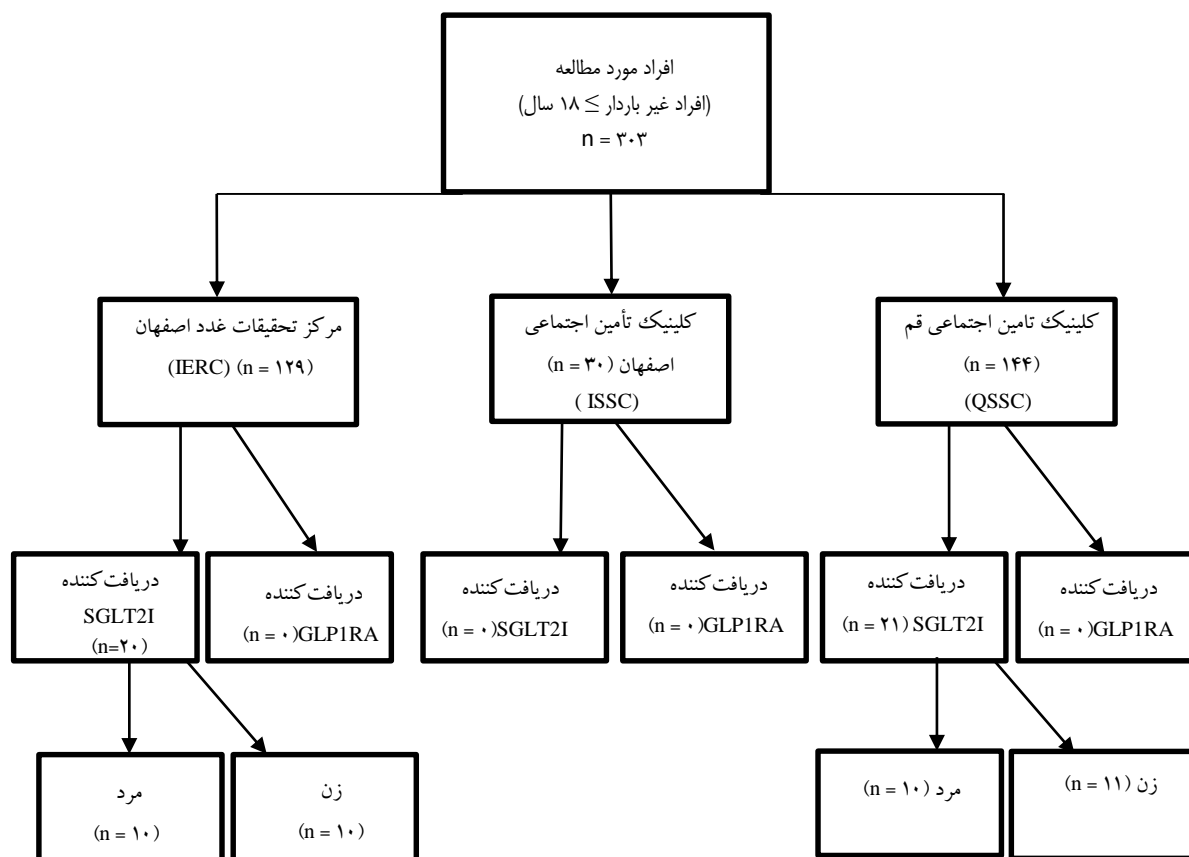 افراد مورد مطالعه
(افراد غیر باردار ≥ ۱۸ سال)
n = ۳۰۳
کلینیک تامین اجتماعی قم
(n = ۱۴۴)
(QSSC)
کلینیک تأمین اجتماعی
اصفهان (n = ۳۰)
( ISSC)
مرکز تحقیقات غدد اصفهان
(IERC) (n = ۱۲۹)
دریافت‌کننده
(n = ۰)GLP1RA
دریافت‌کننده
(n = ۲۱) SGLT2I
دریافت‌کننده
(n = ۰)GLP1RA
دریافت‌کننده
(n = ۰)SGLT2I
دریافت‌کننده
(n = ۰)GLP1RA
دریافت‌کننده
SGLT2I
(n=۲۰)
زن (n = ۱۱)
مرد (n = ۱۰)
زن
(n = ۱۰)
مرد
(n = ۱۰)